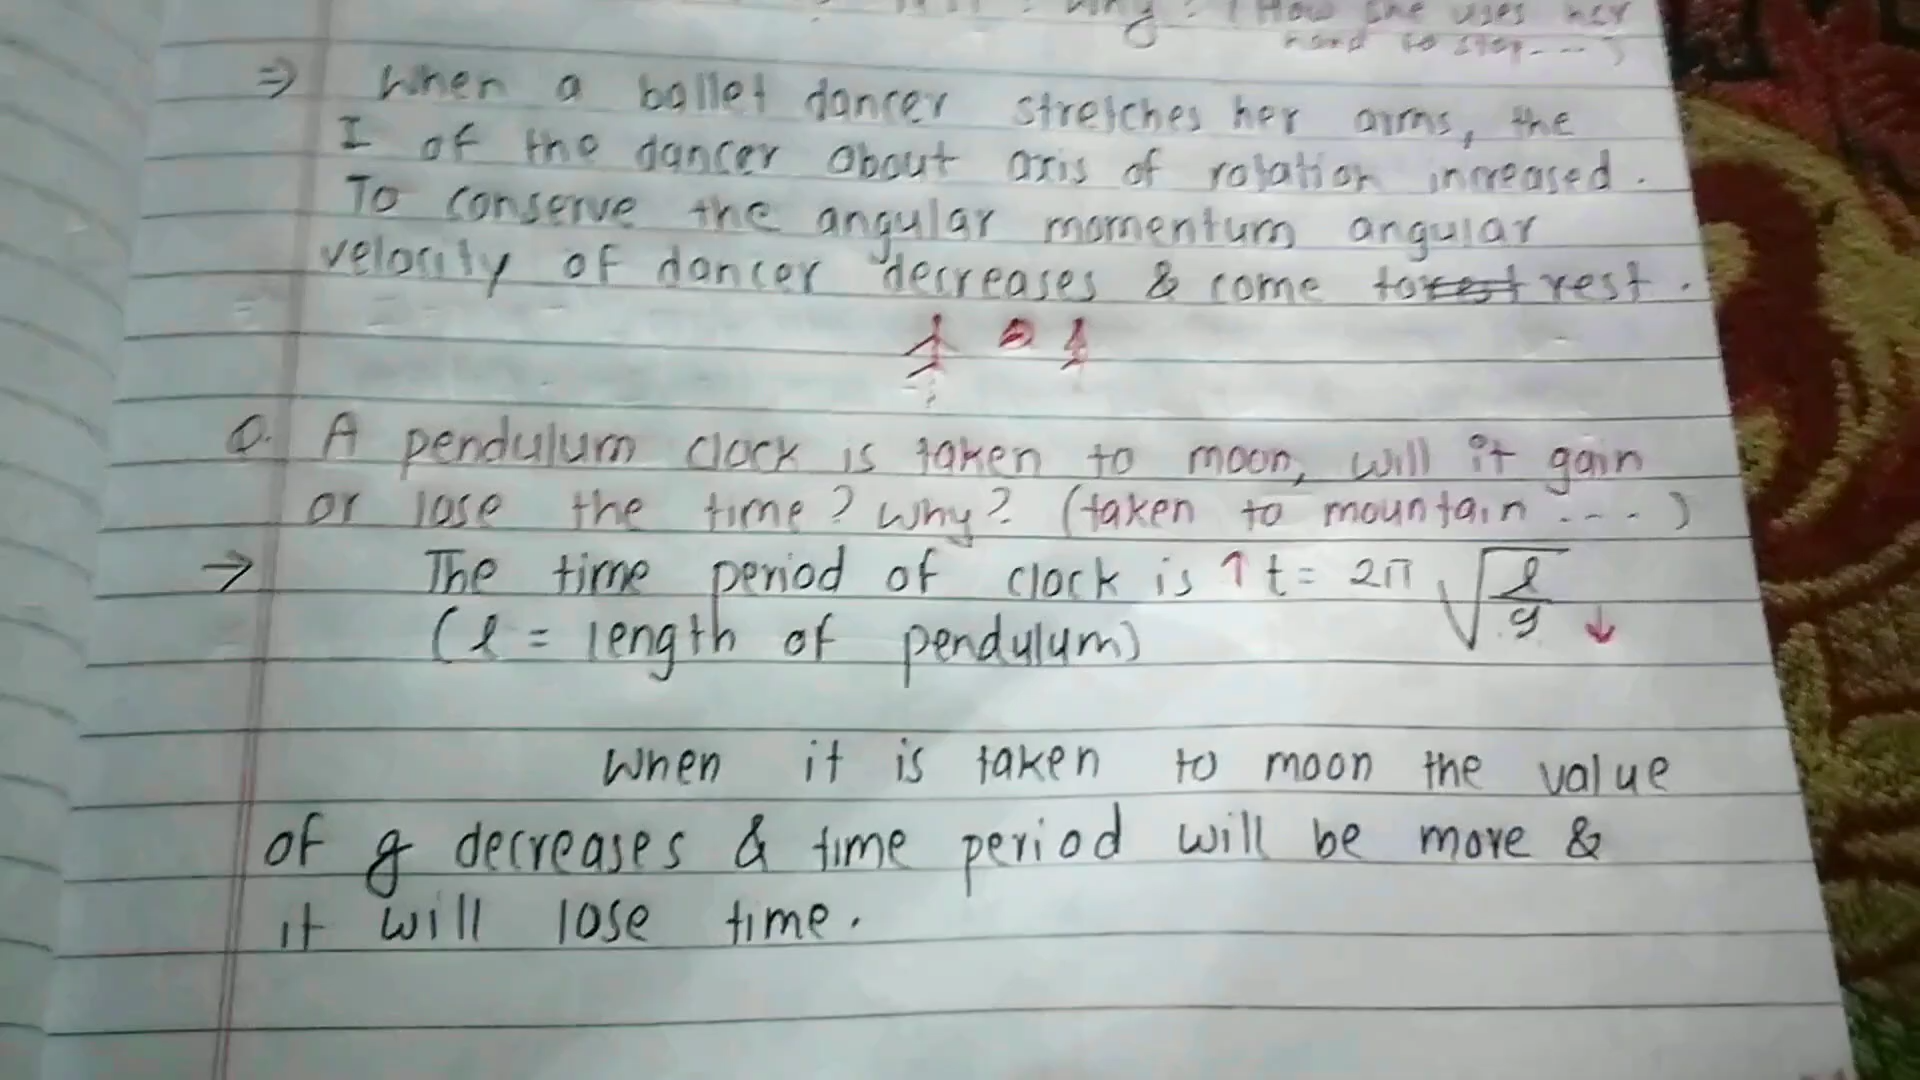 why? (How she uses her
hand to stop---)
⇒ When a ballet dancer stretches her arms, the
I of the dancer about axis of rotation increased.
To conserve the angular momentum angular
velocity of dancer decreases & come to rest.
Q. A pendulum clock is taken to moon, will it gain
or lose the time? why? (taken to mountain ---)
→ The time period of clock is ↑ t = 2π √(l/g) ↓
(l = length of pendulum)
When it is taken to moon the value
of g decreases & time period will be more &
it will lose time.